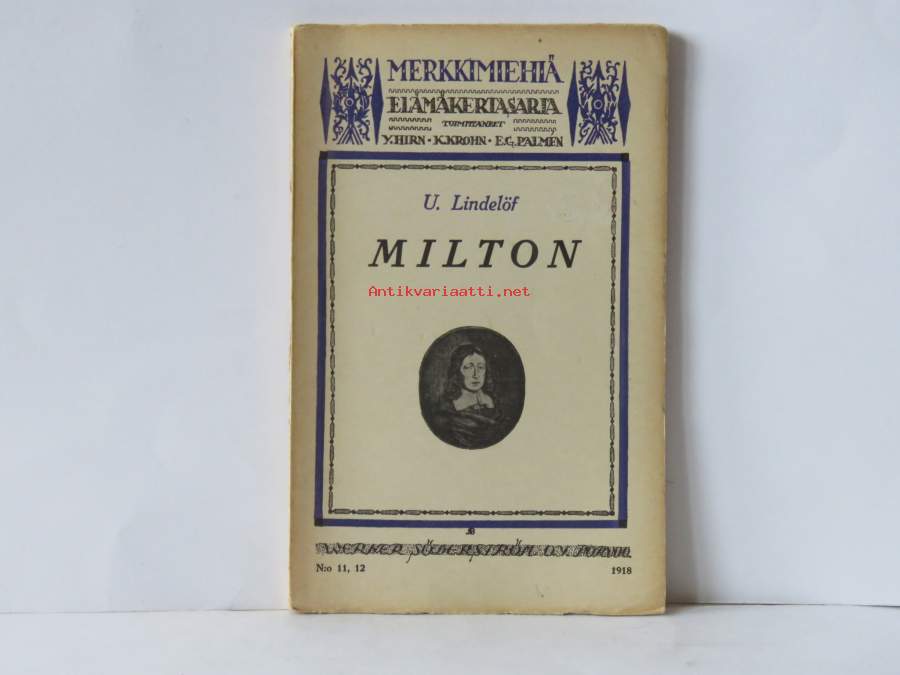 MERKKIMIEHIÄ
ELÄMÄKERTASARJA
TOIMITTANEET
Y. HIRN · K. KROHN · E. G. PALMEN
U. Lindelöf
MILTON
Antikvariaatti.net
WERNER SÖDERSTRÖM O.Y. PORVOO
N:o 11, 12
1918